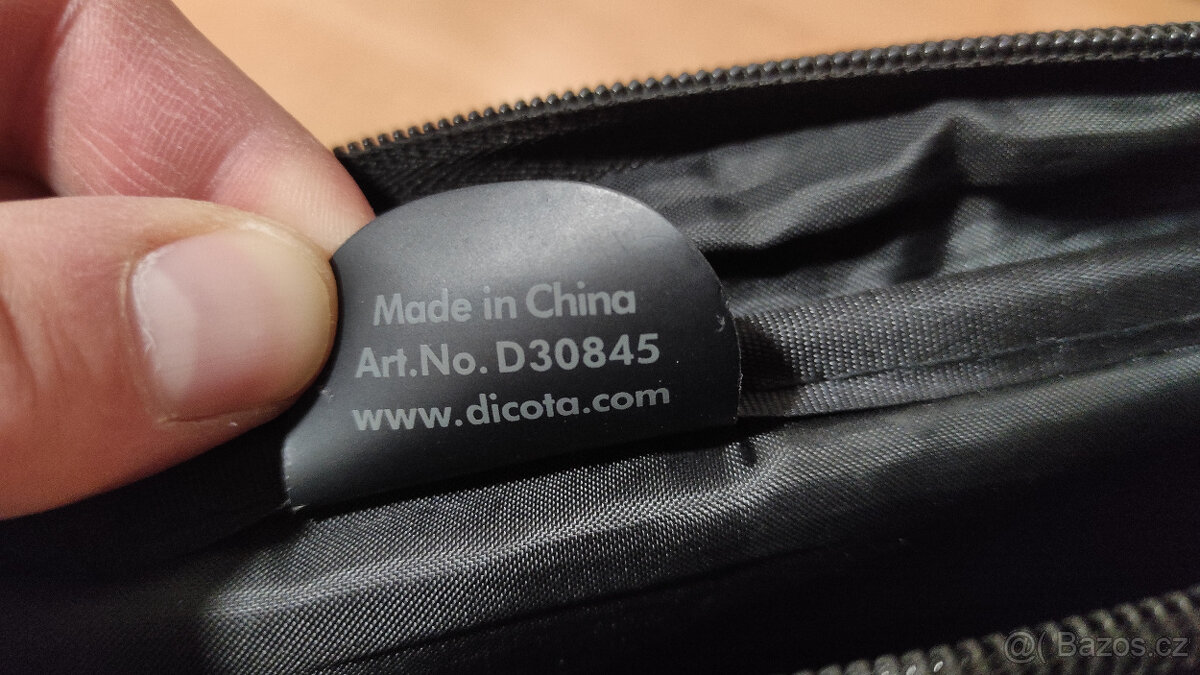 Made in China
Art.No. D30845
www.dicota.com
@( Bazos.cz